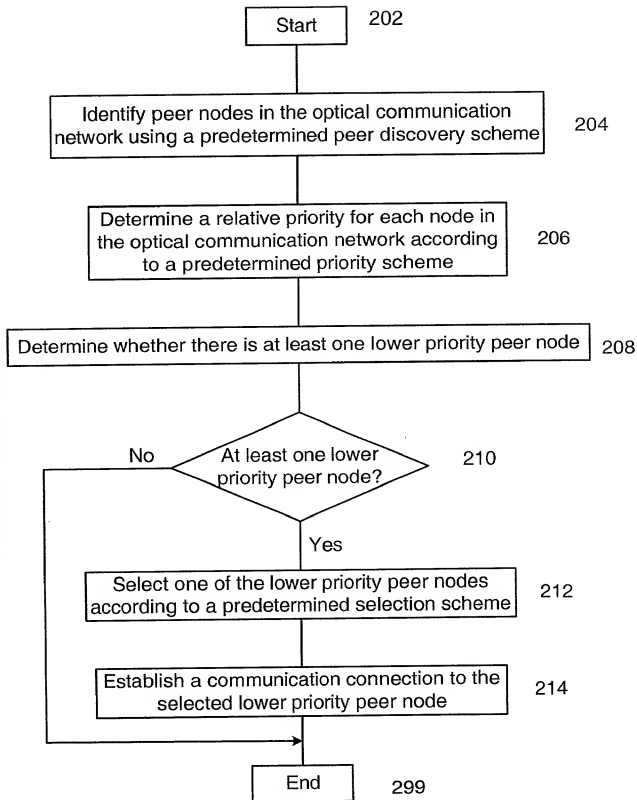 Start
202
Identify peer nodes in the optical communication
network using a predetermined peer discovery scheme
204
Determine a relative priority for each node in
the optical communication network according
to a predetermined priority scheme
206
Determine whether there is at least one lower priority peer node
208
No
At least one lower
priority peer node?
210
Yes
Select one of the lower priority peer nodes
according to a predetermined selection scheme
212
Establish a communication connection to the
selected lower priority peer node
214
End
299